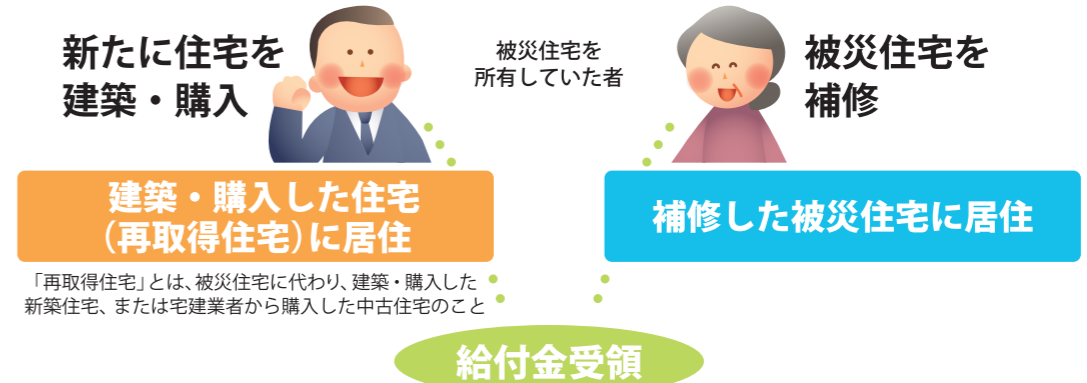 新たに住宅を
建築・購入
被災住宅を
所有していた者
被災住宅を
補修
建築・購入した住宅
（再取得住宅）に居住
補修した被災住宅に居住
「再取得住宅」とは、被災住宅に代わり、建築・購入した
新築住宅、または宅建業者から購入した中古住宅のこと
給付金受領